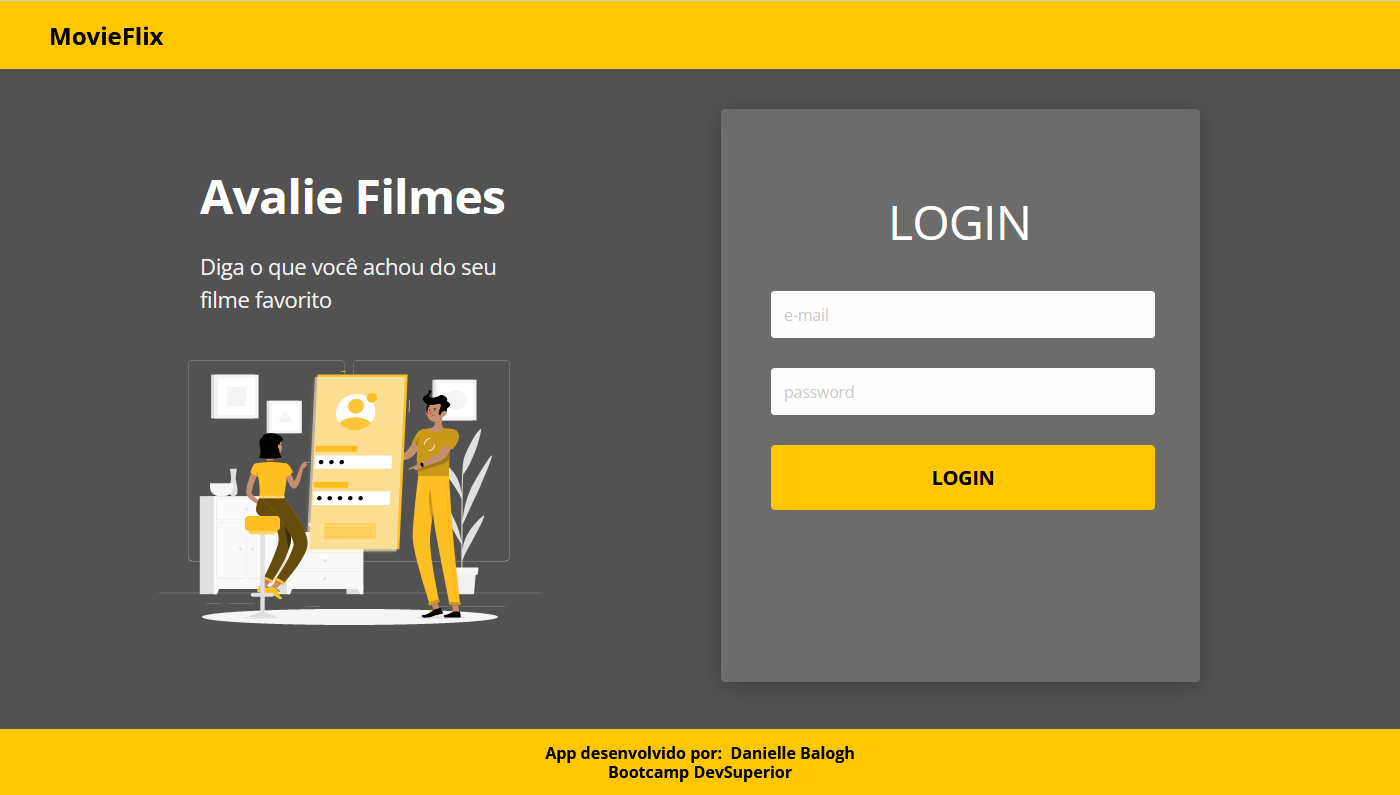 MovieFlix
Avalie Filmes
Diga o que você achou do seu
filme favorito
LOGIN
e-mail
password
LOGIN
App desenvolvido por:  Danielle Balogh
Bootcamp DevSuperior